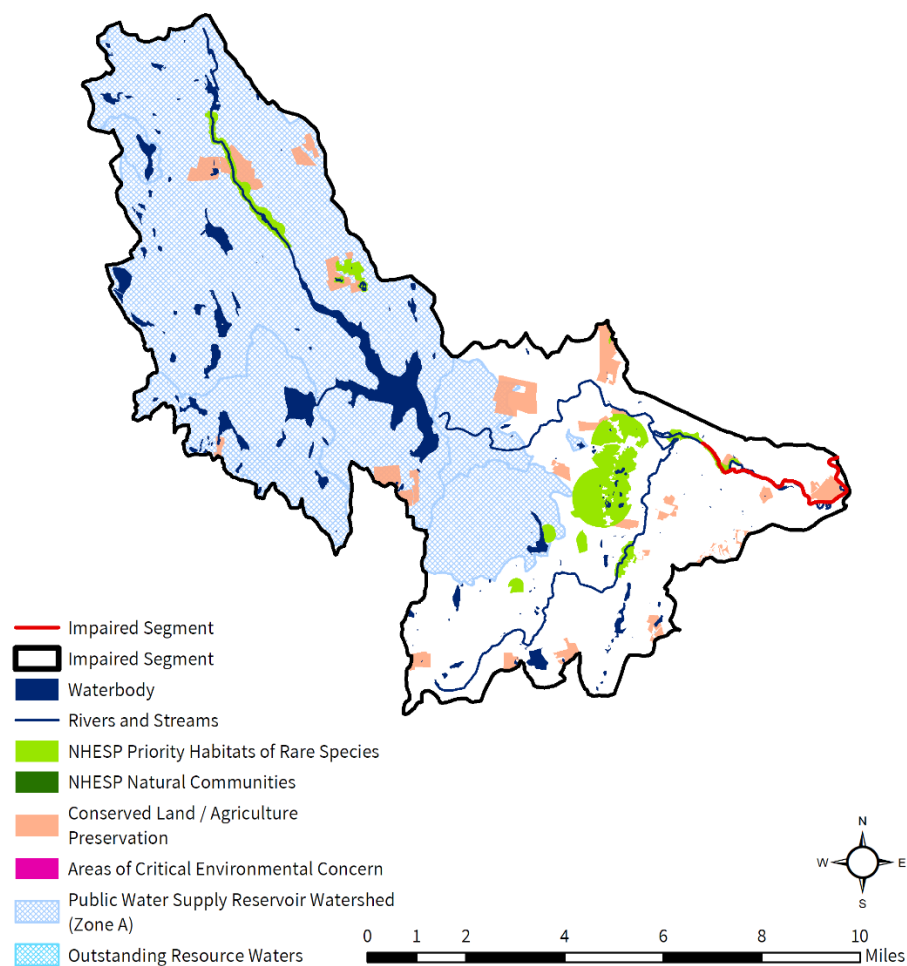 Impaired Segment
Impaired Segment
Waterbody
Rivers and Streams
NHESP Priority Habitats of Rare Species
NHESP Natural Communities
Conserved Land / Agriculture
Preservation
Areas of Critical Environmental Concern
Public Water Supply Reservoir Watershed
(Zone A)
Outstanding Resource Waters
N
W E
S
0 1 2 4 6 8 10
Miles